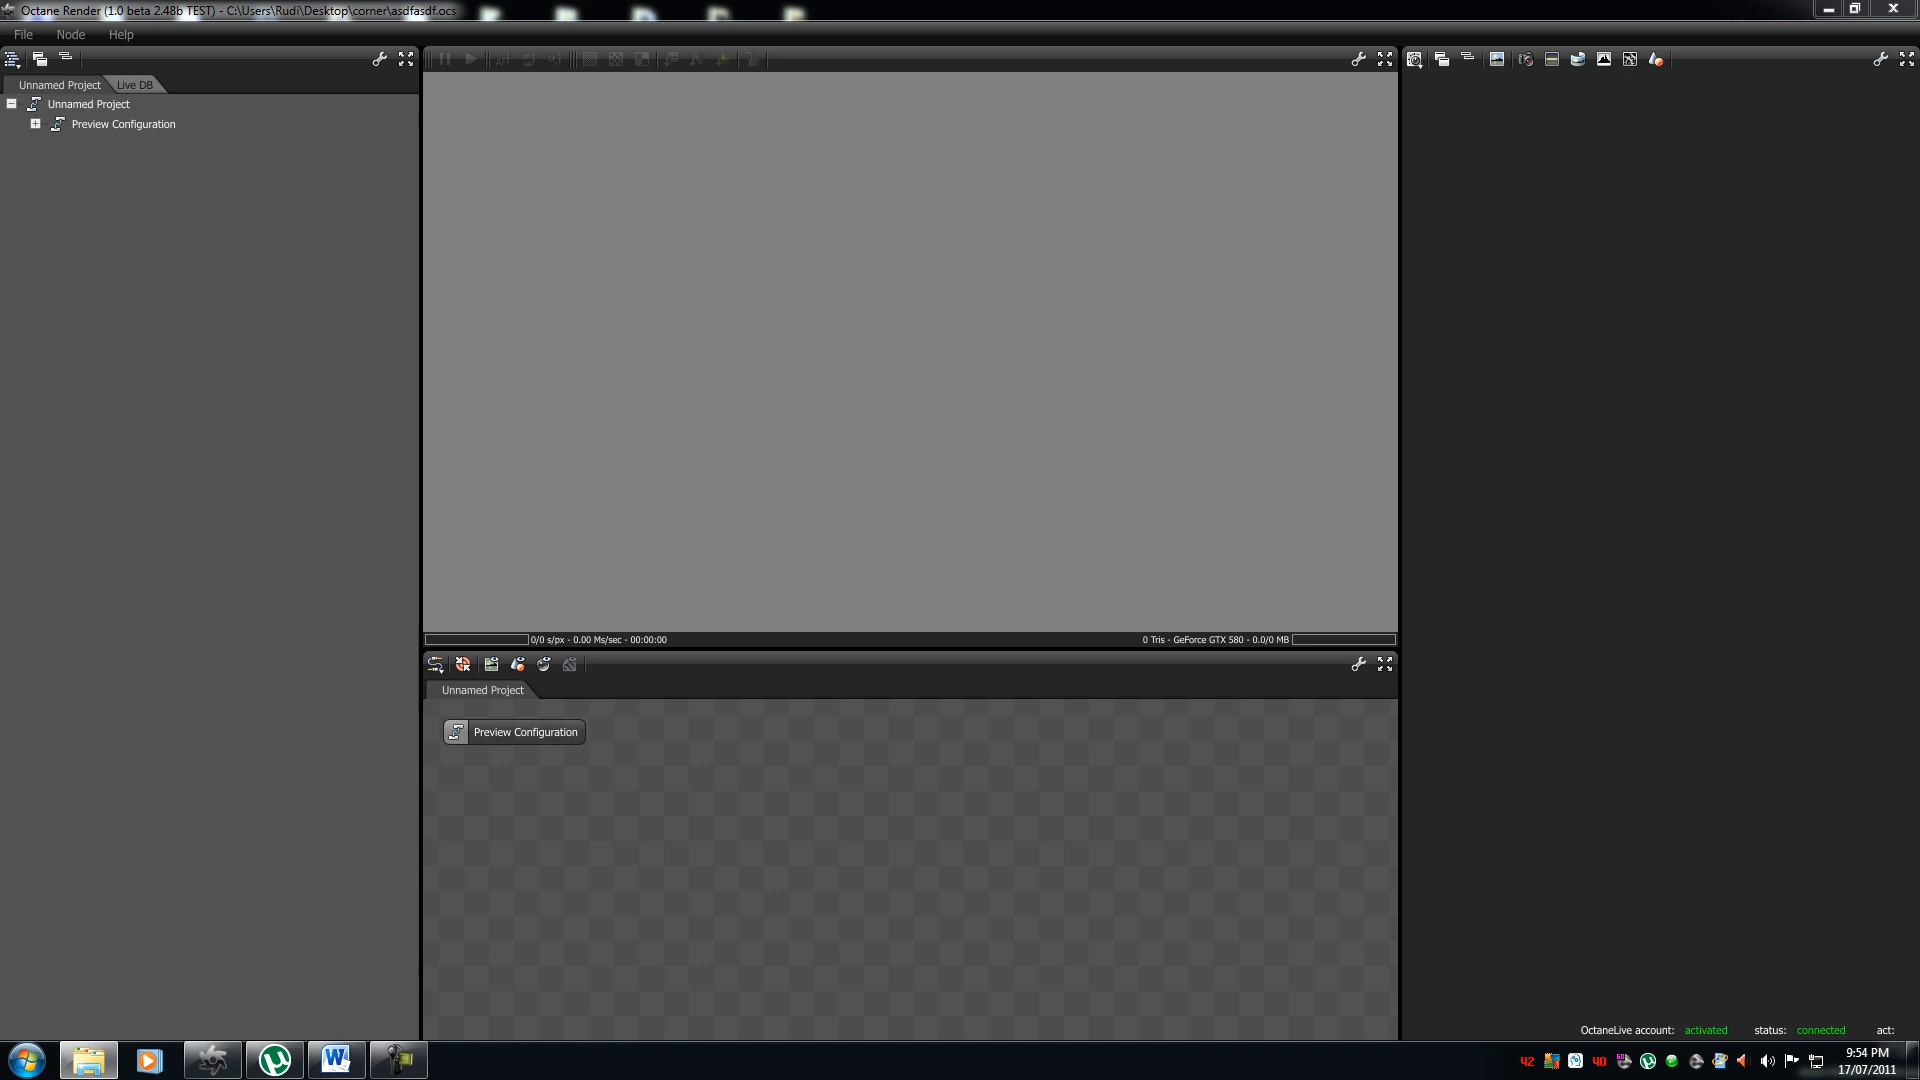 Octane Render (1.0 beta 2.48b TEST) - C:\Users\Rudi\Desktop\corner\asdfasdf.ocs
File Node Help
Unnamed Project Live DB
Unnamed Project
Preview Configuration
0/0 s/px - 0.00 Ms/sec - 00:00:00
0 Tris - GeForce GTX 580 - 0.0/0 MB
Unnamed Project
Preview Configuration
OctaneLive account: activated status: connected act:
42 40 60
9:54 PM
17/07/2011